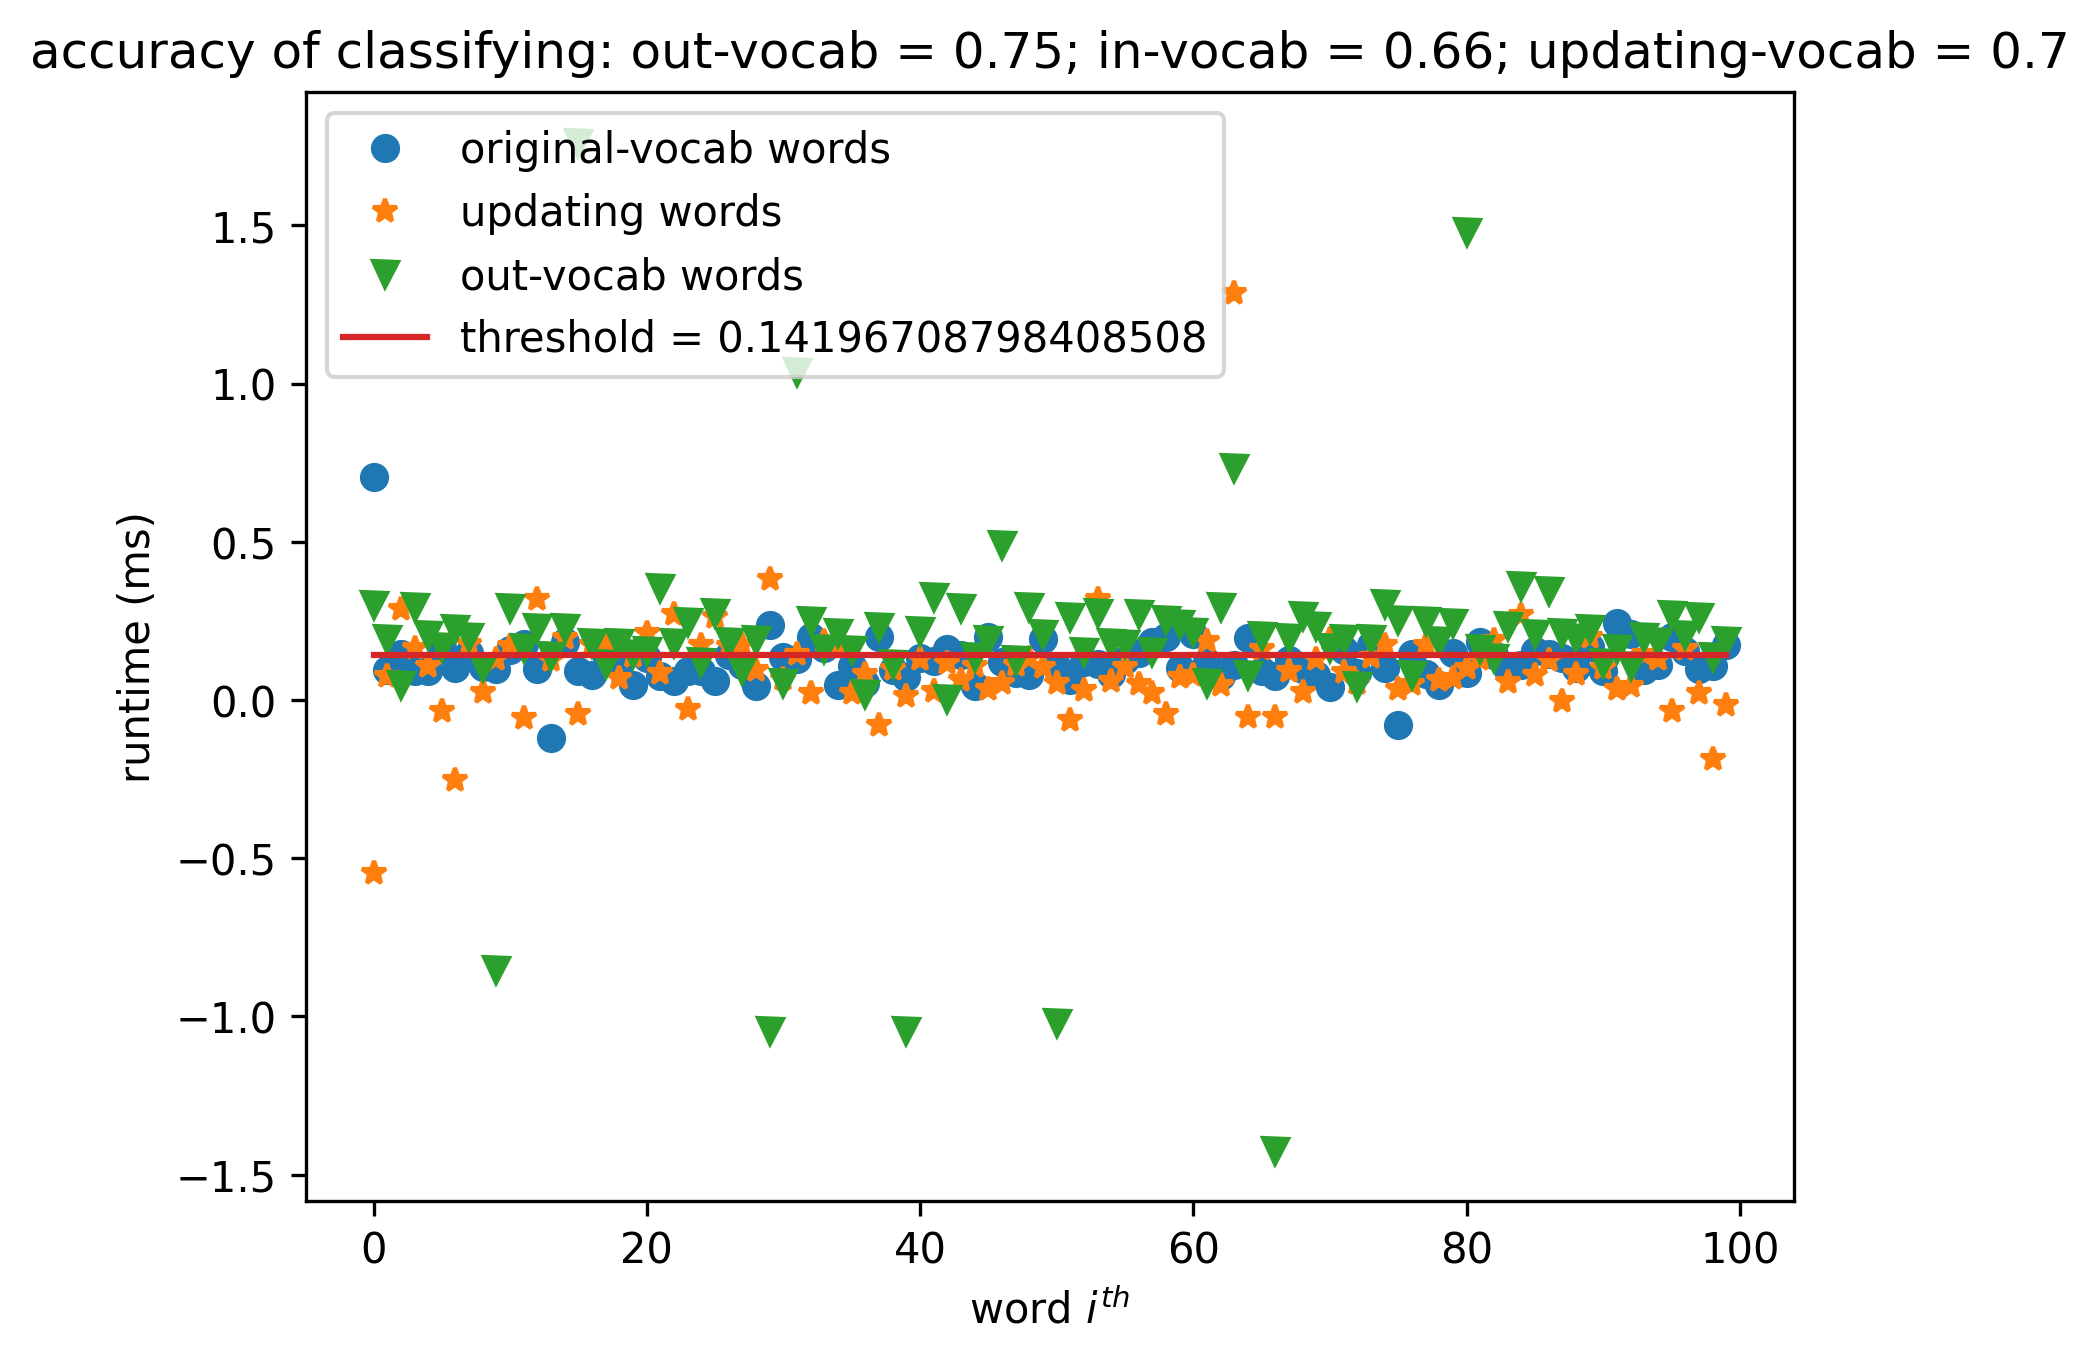 accuracy of classifying: out-vocab = 0.75; in-vocab = 0.66; updating-vocab = 0.7
original-vocab words
updating words
out-vocab words
threshold = 0.14196708798408508
1.5
1.0
0.5
0.0
−0.5
−1.0
−1.5
runtime (ms)
0 20 40 60 80 100
word i^th